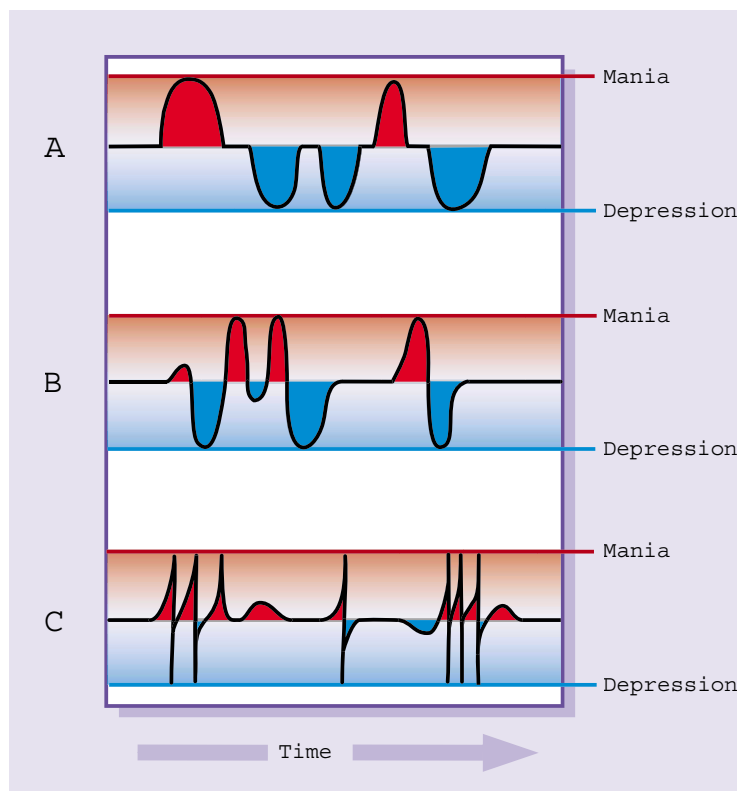 Mania
A
Depression
Mania
B
Depression
Mania
C
Depression
Time